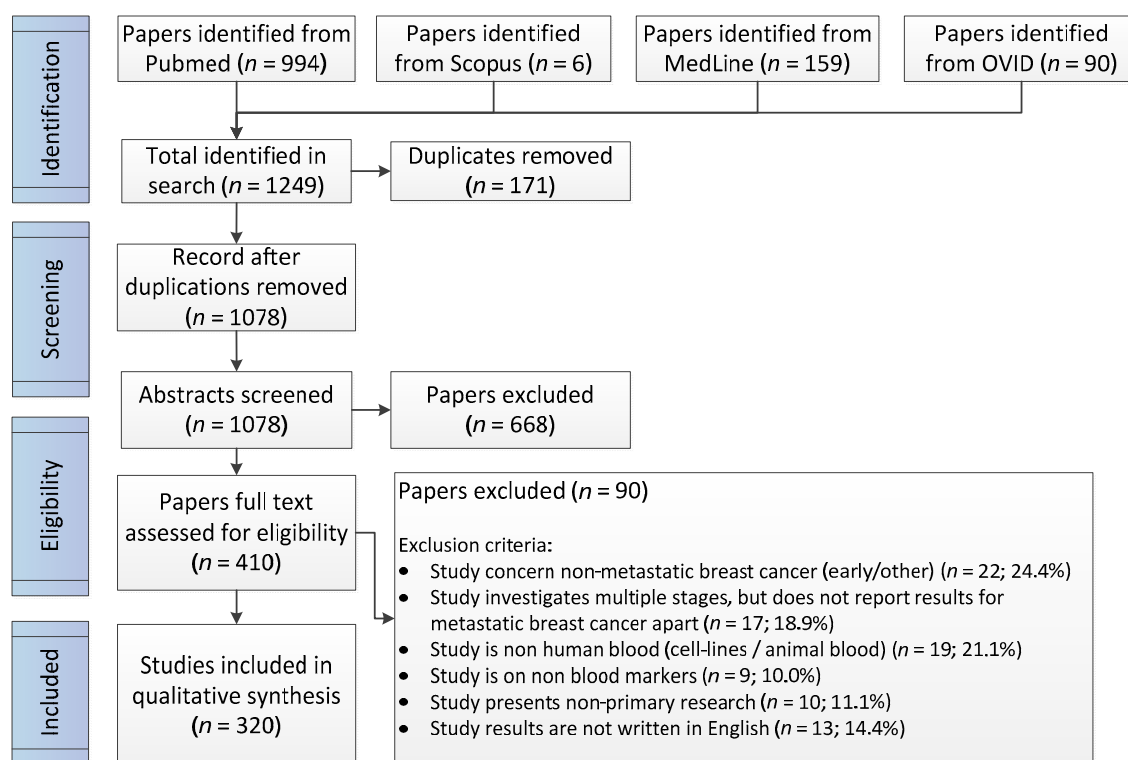 Identification
Papers identified from
Pubmed (n = 994)
Papers identified
from Scopus (n = 6)
Papers identified from
MedLine (n = 159)
Papers identified
from OVID (n = 90)
Total identified in
search (n = 1249)
Duplicates removed
(n = 171)
Screening
Record after
duplications removed
(n = 1078)
Abstracts screened
(n = 1078)
Papers excluded
(n = 668)
Eligibility
Papers full text
assessed for eligibility
(n = 410)
Papers excluded (n = 90)
Exclusion criteria:
• Study concern non-metastatic breast cancer (early/other) (n = 22; 24.4%)
• Study investigates multiple stages, but does not report results for
metastatic breast cancer apart (n = 17; 18.9%)
• Study is non human blood (cell-lines / animal blood) (n = 19; 21.1%)
• Study is on non blood markers (n = 9; 10.0%)
• Study presents non-primary research (n = 10; 11.1%)
• Study results are not written in English (n = 13; 14.4%)
Included
Studies included in
qualitative synthesis
(n = 320)